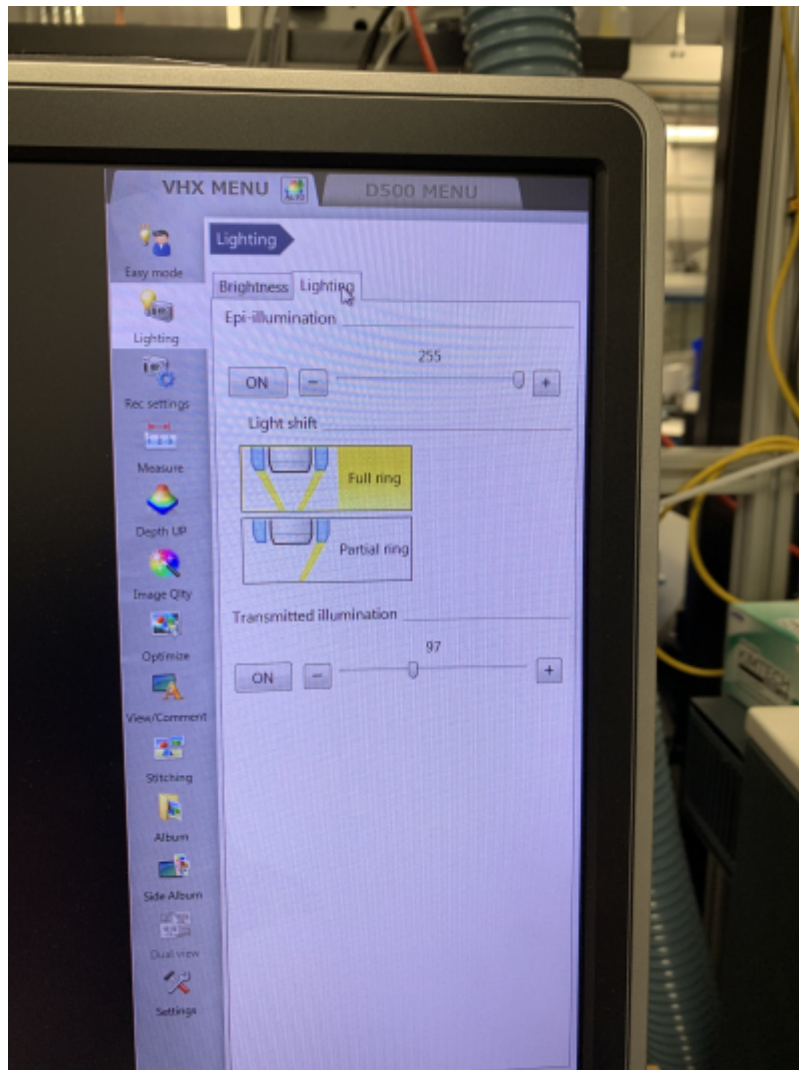 VHX MENU AUTO
D500 MENU
Lighting
Easy mode
Lighting
Rec settings
Measure
Depth UP
Image Qlty
Optimize
View/Comment
Stitching
Album
Side Album
Dual view
Settings
Brightness Lighting
Epi-illumination
255
ON - +
Light shift
Full ring
Partial ring
Transmitted illumination
97
ON - +
KIMTECH